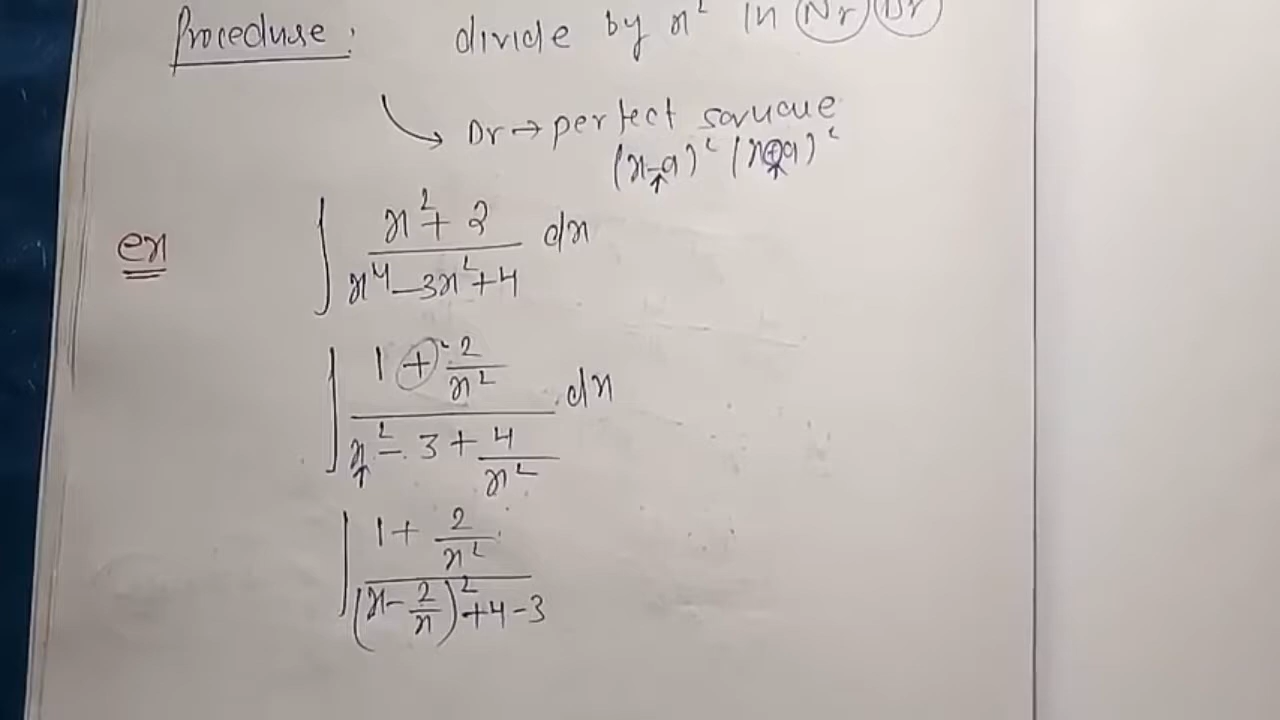 Procedure : divide by x² in Nr Dr
Dr → perfect square
(x-a)² (x+a)²
ex ∫ (x² + 2)/(x⁴ - 3x² + 4) dx
∫ (1 + 2/x²)/(x² - 3 + 4/x²) dx
∫ (1 + 2/x²)/((x - 2/x)² + 4 - 3)